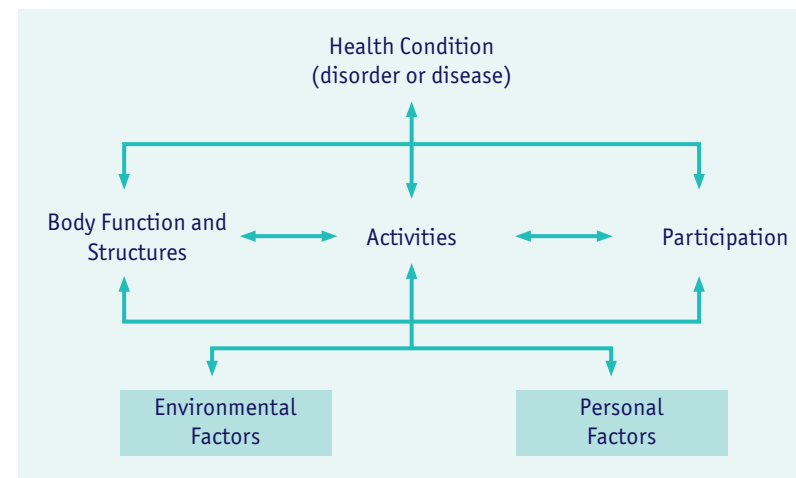 Health Condition
(disorder or disease)
Body Function and
Structures
Activities
Participation
Environmental
Factors
Personal
Factors